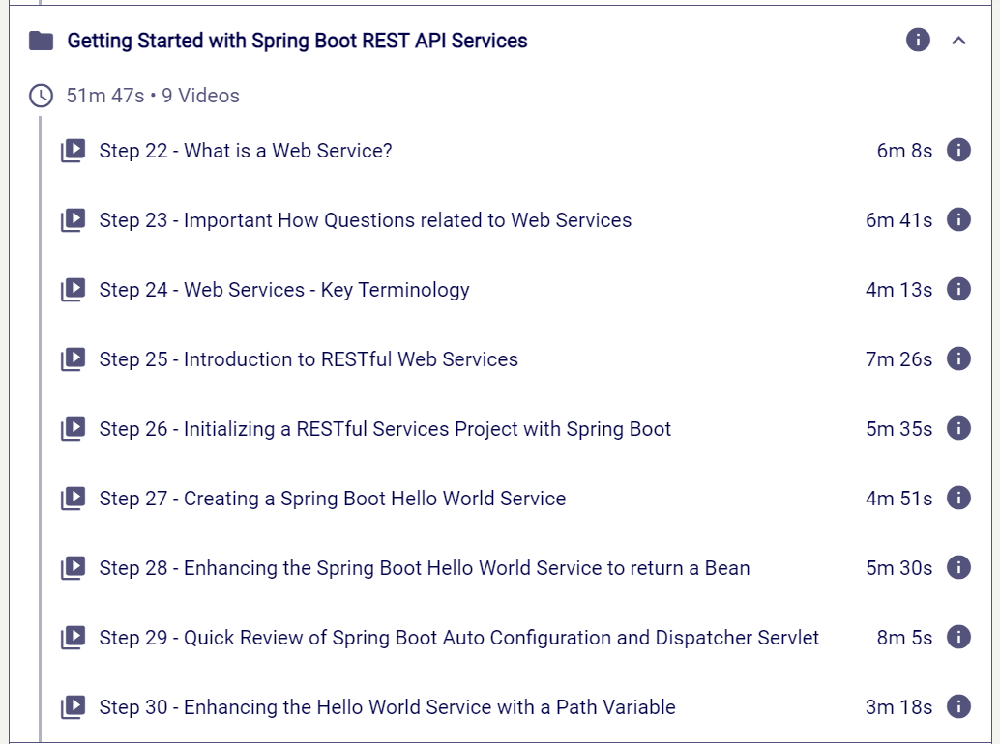 Getting Started with Spring Boot REST API Services
51m 47s • 9 Videos
Step 22 - What is a Web Service? 6m 8s
Step 23 - Important How Questions related to Web Services 6m 41s
Step 24 - Web Services - Key Terminology 4m 13s
Step 25 - Introduction to RESTful Web Services 7m 26s
Step 26 - Initializing a RESTful Services Project with Spring Boot 5m 35s
Step 27 - Creating a Spring Boot Hello World Service 4m 51s
Step 28 - Enhancing the Spring Boot Hello World Service to return a Bean 5m 30s
Step 29 - Quick Review of Spring Boot Auto Configuration and Dispatcher Servlet 8m 5s
Step 30 - Enhancing the Hello World Service with a Path Variable 3m 18s